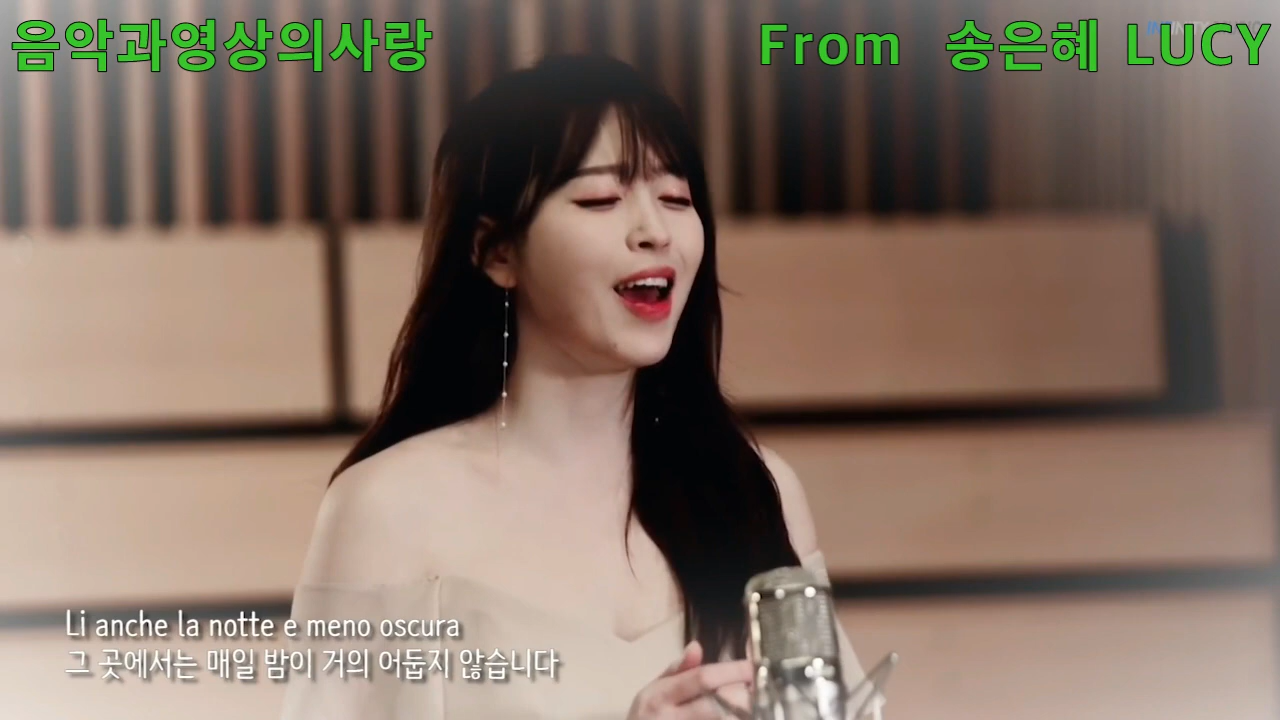 음악과영상의사랑
From 송은혜 LUCY
Li anche la notte e meno oscura
그 곳에서는 매일 밤이 거의 어둡지 않습니다